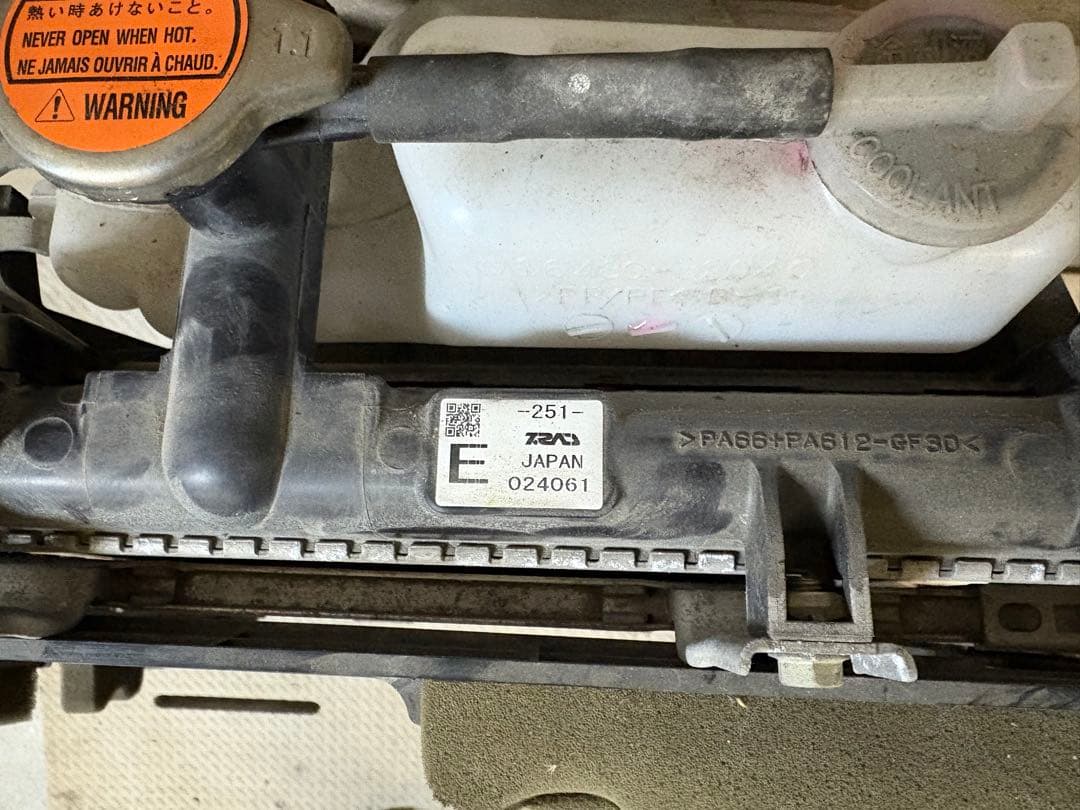 熱い時あけないこと。
NEVER OPEN WHEN HOT.
NE JAMAIS OUVRIR À CHAUD.
WARNING
1.1
COOLANT
-251-
T.RAD
E
JAPAN
024061
>PA66+PA612-GF30<